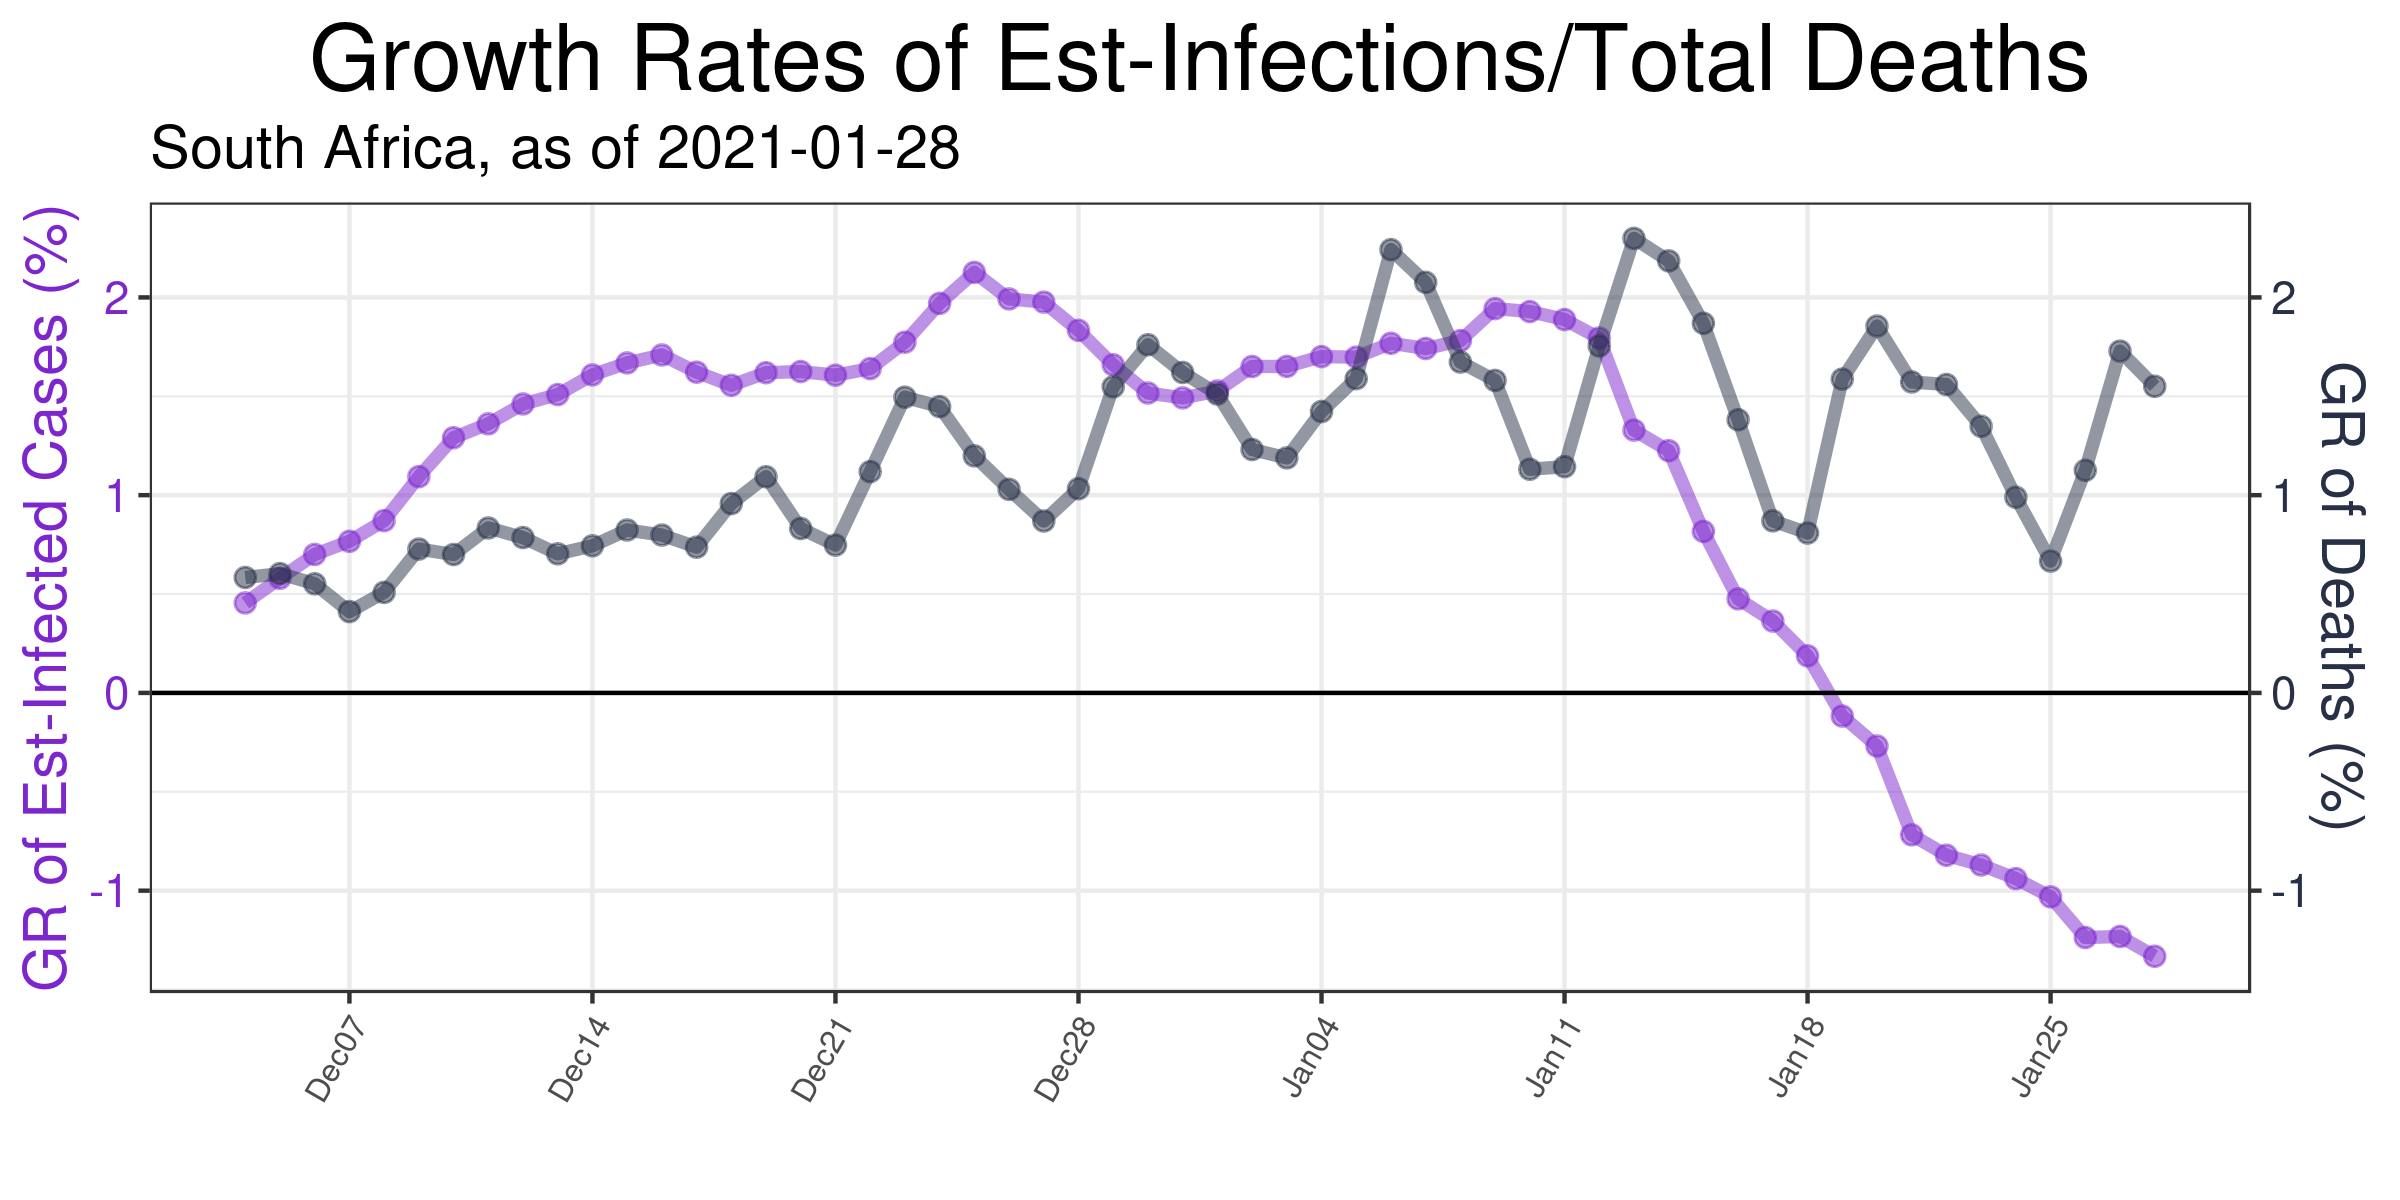 Growth Rates of Est-Infections/Total Deaths
South Africa, as of 2021-01-28
GR of Est-Infected Cases (%)
2
1
0
-1
2
1
0
-1
GR of Deaths (%)
Dec07
Dec14
Dec21
Dec28
Jan04
Jan11
Jan18
Jan25